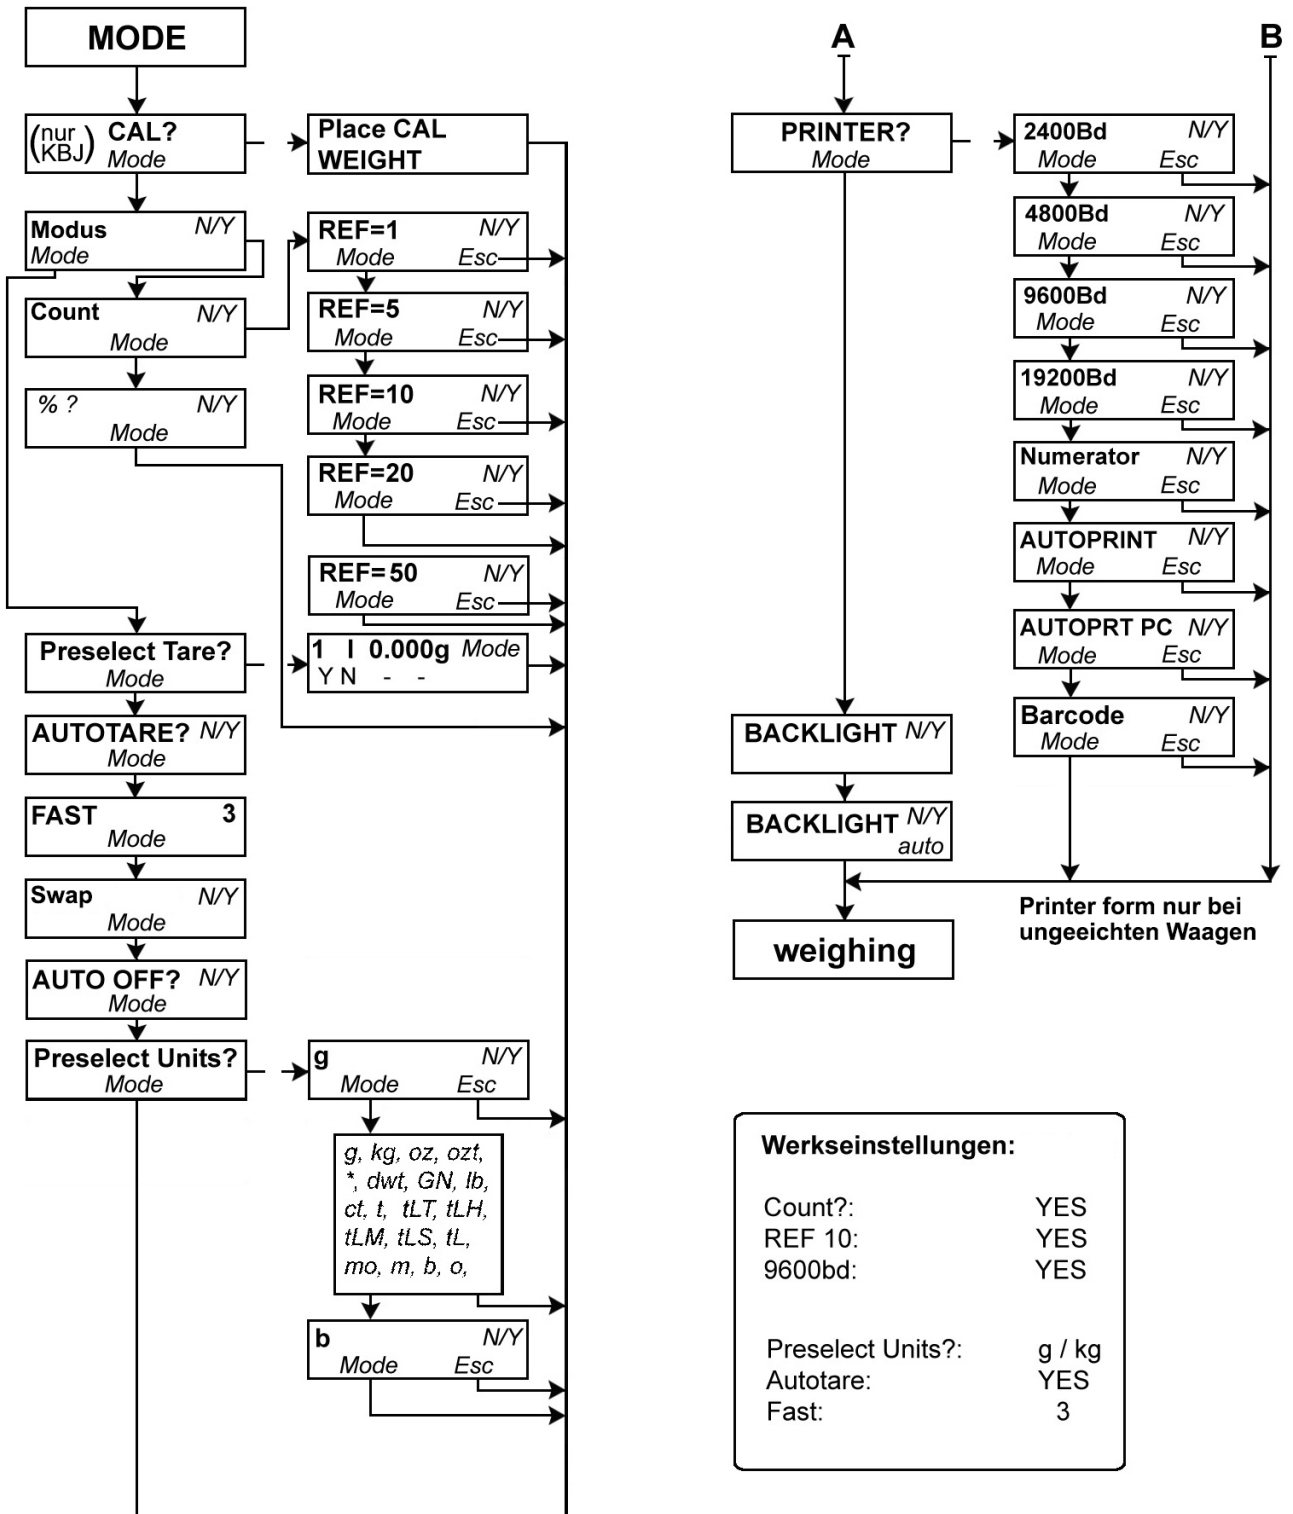 MODE
(nur KBJ) CAL?
Mode
Place CAL
WEIGHT
Modus N/Y
Mode
Count N/Y
Mode
% ? N/Y
Mode
REF=1 N/Y
Mode Esc
REF=5 N/Y
Mode Esc
REF=10 N/Y
Mode Esc
REF=20 N/Y
Mode Esc
REF=50 N/Y
Mode Esc
Preselect Tare?
Mode
1 I 0.000g Mode
Y N - -
AUTOTARE? N/Y
Mode
FAST 3
Mode
Swap N/Y
Mode
AUTO OFF? N/Y
Mode
Preselect Units?
Mode
g N/Y
Mode Esc
g, kg, oz, ozt,
*, dwt, GN, lb,
ct, t, tLT, tLH,
tLM, tLS, tL,
mo, m, b, o,
b N/Y
Mode Esc
A
B
PRINTER?
Mode
2400Bd N/Y
Mode Esc
4800Bd N/Y
Mode Esc
9600Bd N/Y
Mode Esc
19200Bd N/Y
Mode Esc
Numerator N/Y
Mode Esc
AUTOPRINT N/Y
Mode Esc
AUTOPRT PC N/Y
Mode Esc
Barcode N/Y
Mode Esc
BACKLIGHT N/Y
BACKLIGHT N/Y
auto
Printer form nur bei
ungeeichten Waagen
weighing
Werkseinstellungen:
Count?: YES
REF 10: YES
9600bd: YES
Preselect Units?: g / kg
Autotare: YES
Fast: 3